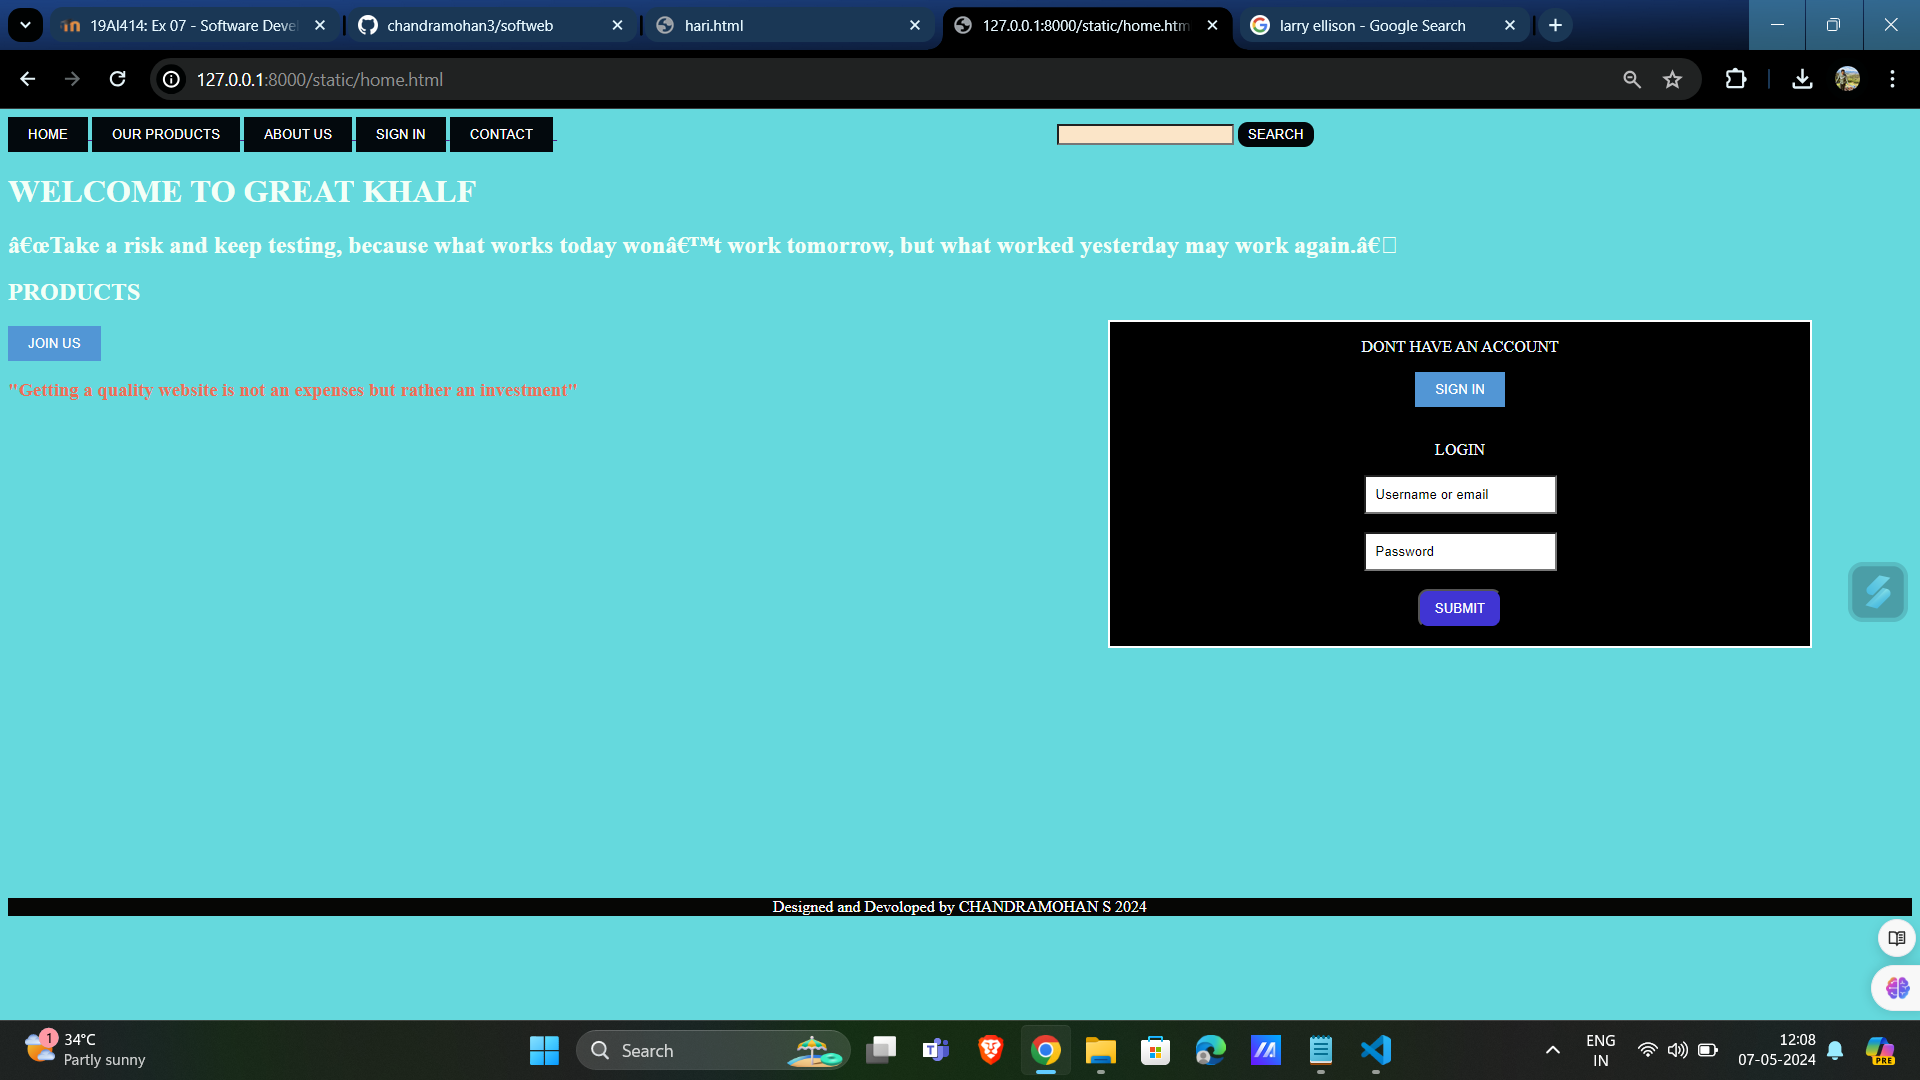 19AI414: Ex 07 - Software Devel
chandramohan3/softweb
hari.html
127.0.0.1:8000/static/home.htm
larry ellison - Google Search
127.0.0.1:8000/static/home.html
HOME
OUR PRODUCTS
ABOUT US
SIGN IN
CONTACT
SEARCH
WELCOME TO GREAT KHALF
â€œTake a risk and keep testing, because what works today wonâ€™t work tomorrow, but what worked yesterday may work again.â€
PRODUCTS
JOIN US
"Getting a quality website is not an expenses but rather an investment"
DONT HAVE AN ACCOUNT
SIGN IN
LOGIN
Username or email
Password
SUBMIT
Designed and Devoloped by CHANDRAMOHAN S 2024
1
34°C
Partly sunny
Search
ENG
IN
12:08
07-05-2024
PRE